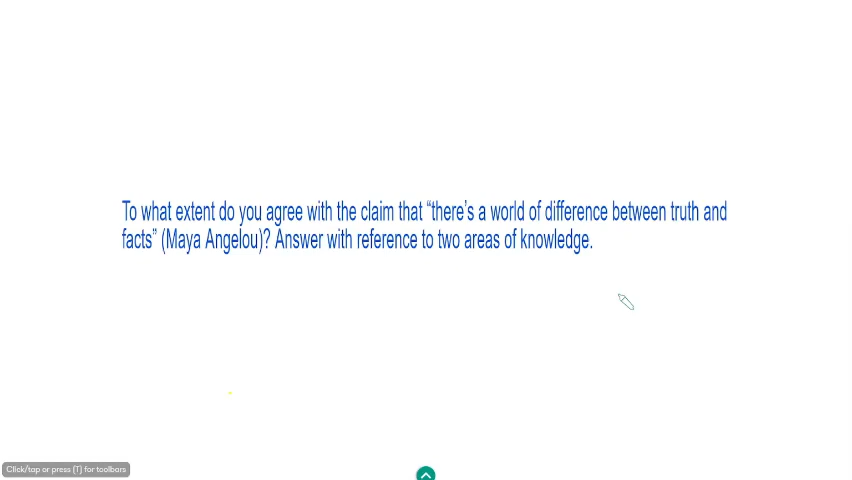 To what extent do you agree with the claim that “there’s a world of difference between truth and
facts” (Maya Angelou)? Answer with reference to two areas of knowledge.
Click/tap or press [T] for toolbars